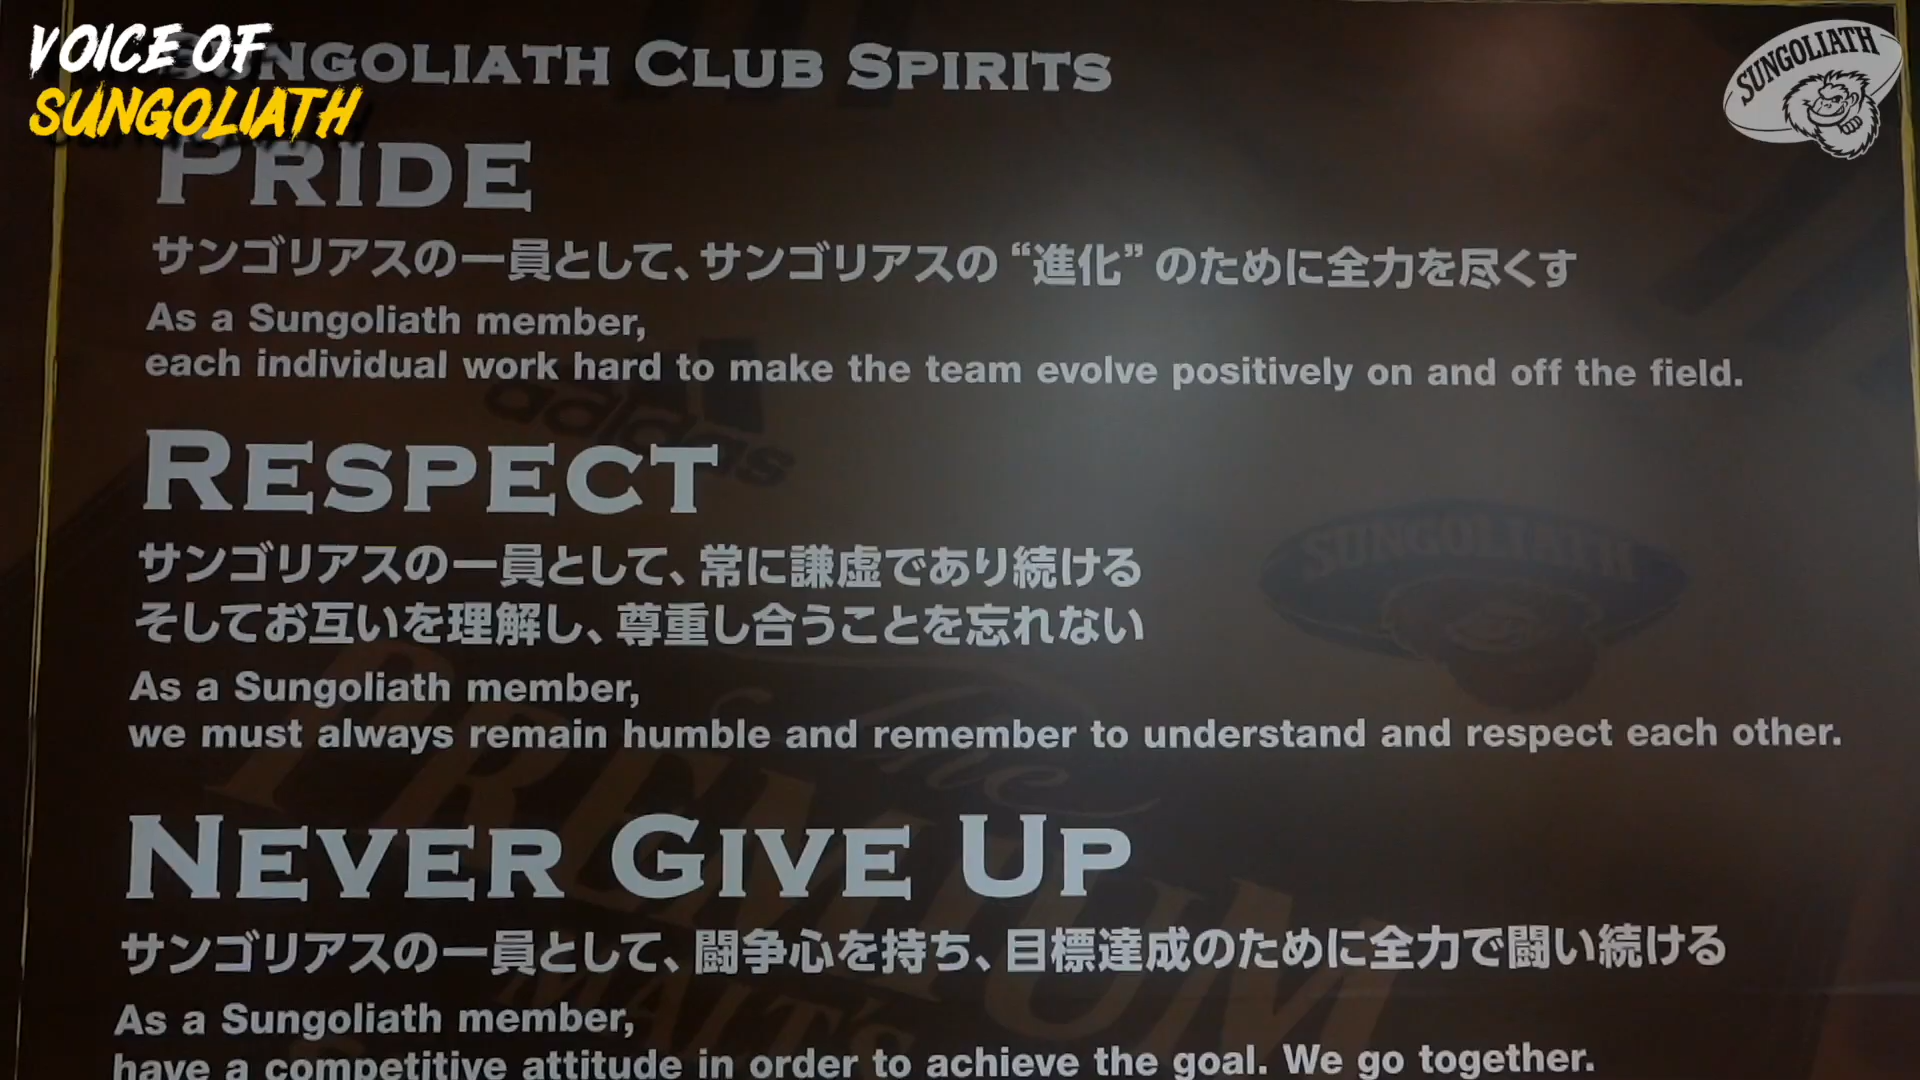 VOICE OF
SUNGOLIATH
SUNGOLIATH
SUNGOLIATH CLUB SPIRITS
PRIDE
サンゴリアスの一員として、サンゴリアスの“進化”のために全力を尽くす
As a Sungoliath member,
each individual work hard to make the team evolve positively on and off the field.
adidas
RESPECT
サンゴリアスの一員として、常に謙虚であり続ける
そしてお互いを理解し、尊重し合うことを忘れない
SUNGOLIATH
As a Sungoliath member,
we must always remain humble and remember to understand and respect each other.
The
PREMIUM
MALT'S
NEVER GIVE UP
サンゴリアスの一員として、闘争心を持ち、目標達成のために全力で闘い続ける
As a Sungoliath member,
have a competitive attitude in order to achieve the goal. We go together.